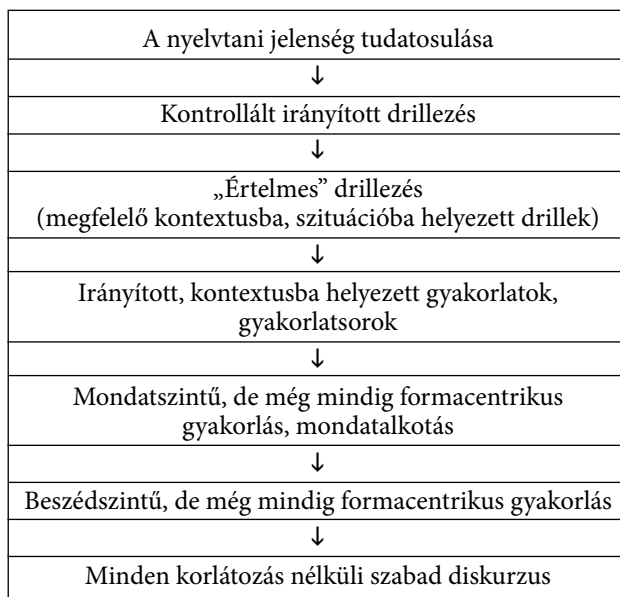 A nyelvtani jelenség tudatosulása
↓
Kontrollált irányított drillezés
↓
„Értelmes” drillezés
(megfelelő kontextusba, szituációba helyezett drillek)
↓
Irányított, kontextusba helyezett gyakorlatok,
gyakorlatsorok
↓
Mondatszintű, de még mindig formacentrikus
gyakorlás, mondatalkotás
↓
Beszédszintű, de még mindig formacentrikus gyakorlás
↓
Minden korlátozás nélküli szabad diskurzus